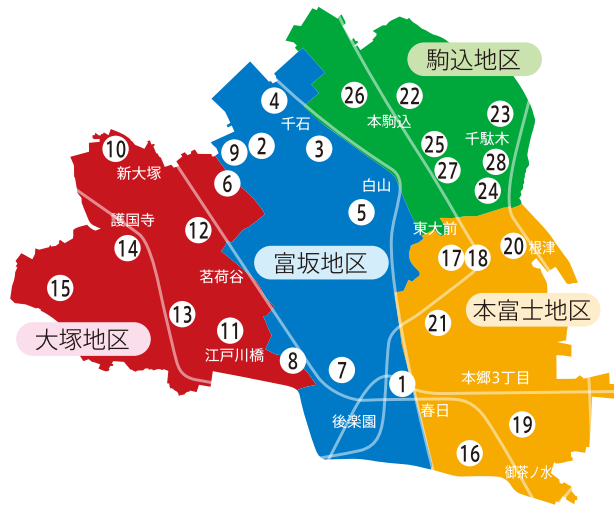 駒込地区
26
22
4
本駒込
23
千石
千駄木
25
10
9
2
3
28
27
新大塚
6
白山
24
5
護国寺
12
東大前
14
17
18
20
根津
富坂地区
茗荷谷
15
本富士地区
13
21
大塚地区
11
江戸川橋
8
7
本郷3丁目
1
春日
後楽園
19
16
御茶ノ水